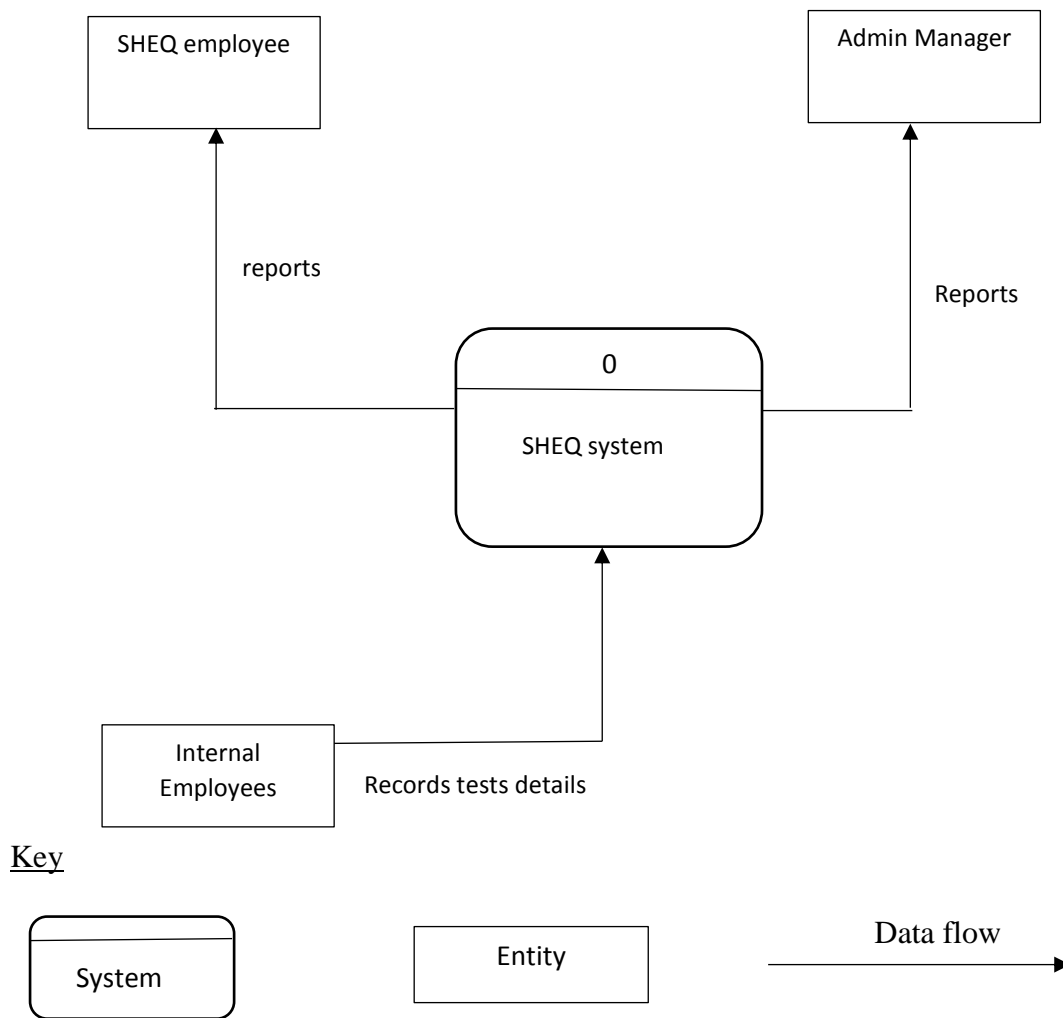 SHEQ employee
Admin Manager
reports
Reports
0
SHEQ system
Internal
Employees
Records tests details
Key
System
Entity
Data flow